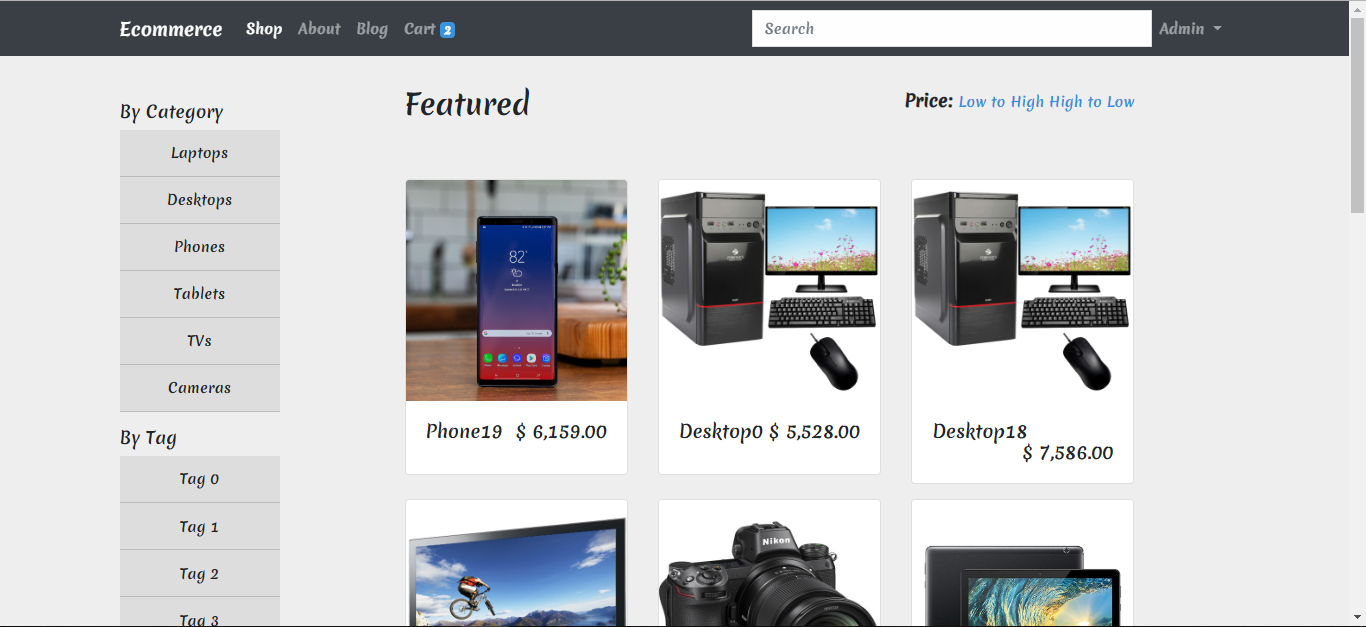 Ecommerce Shop About Blog Cart 2 Search Admin
By Category
Laptops
Desktops
Phones
Tablets
TVs
Cameras
By Tag
Tag 0
Tag 1
Tag 2
Tag 3
Featured
Price: Low to High High to Low
82°
Phone19 $ 6,159.00
Desktop0 $ 5,528.00
Desktop18
$ 7,586.00
Nikon